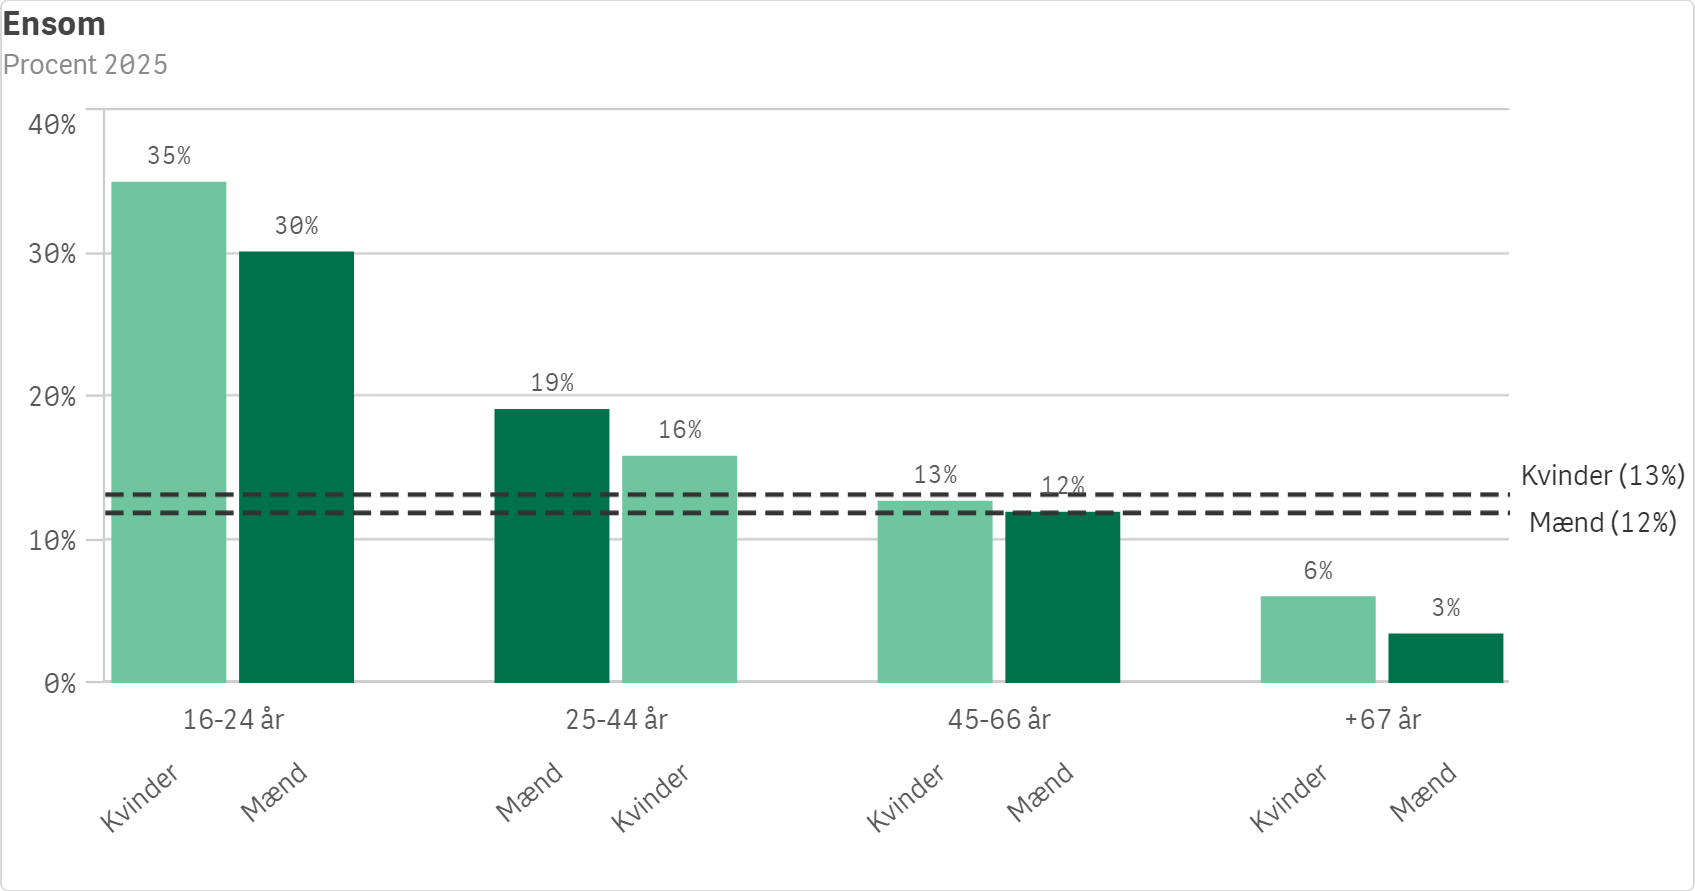 Ensom
Procent 2025
40%
30%
20%
10%
0%
35%
30%
19%
16%
13%
12%
6%
3%
Kvinder (13%)
Mænd (12%)
16-24 år
25-44 år
45-66 år
+67 år
Kvinder
Mænd
Mænd
Kvinder
Kvinder
Mænd
Kvinder
Mænd